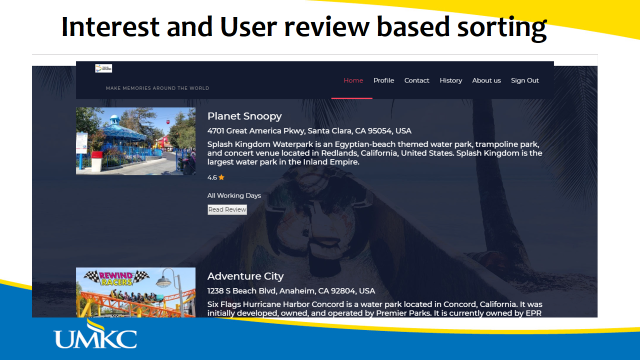 Interest and User review based sorting
MAKE MEMORIES AROUND THE WORLD
Home Profile Contact History About us Sign Out
Planet Snoopy
4701 Great America Pkwy, Santa Clara, CA 95054, USA
Splash Kingdom Waterpark is an Egyptian-beach themed water park, trampoline park,
and concert venue located in Redlands, California, United States. Splash Kingdom is the
largest water park in the Inland Empire.
4.6
All Working Days
Read Review
REWIND
RACERS
Adventure City
1238 S Beach Blvd, Anaheim, CA 92804, USA
Six Flags Hurricane Harbor Concord is a water park located in Concord, California. It was
initially developed, owned, and operated by Premier Parks. It is currently owned by EPR
UMKC